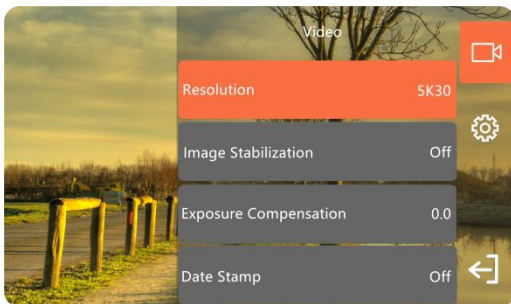 Video
Resolution 5K30
Image Stabilization Off
Exposure Compensation 0.0
Date Stamp Off